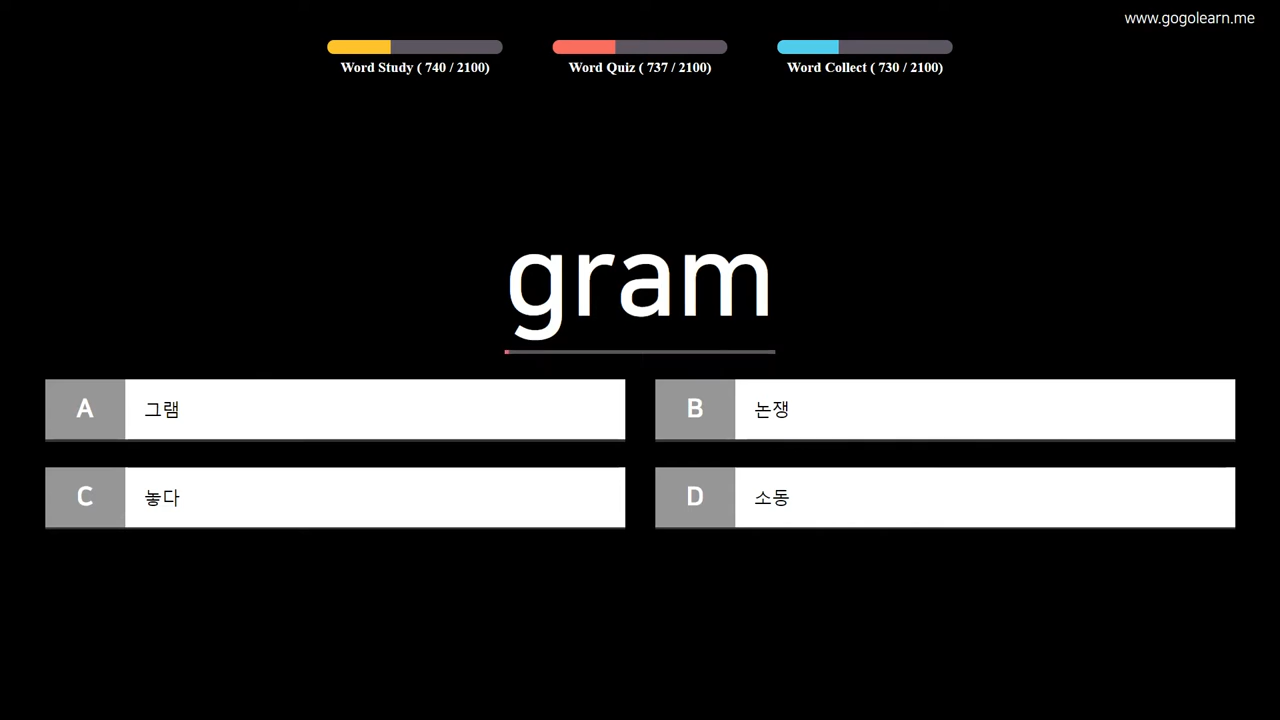 www.gogolearn.me
Word Study ( 740 / 2100)
Word Quiz ( 737 / 2100)
Word Collect ( 730 / 2100)
gram
A 그램
B 논쟁
C 놓다
D 소동